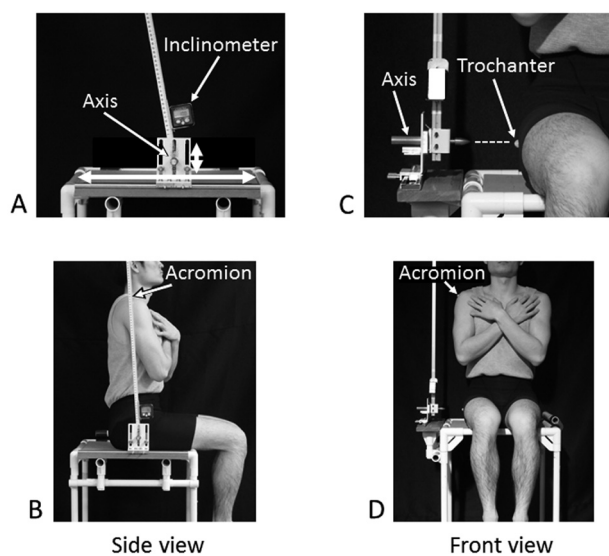 Inclinometer
Axis
A
Axis
Trochanter
C
Acromion
B
Acromion
D
Side view
Front view